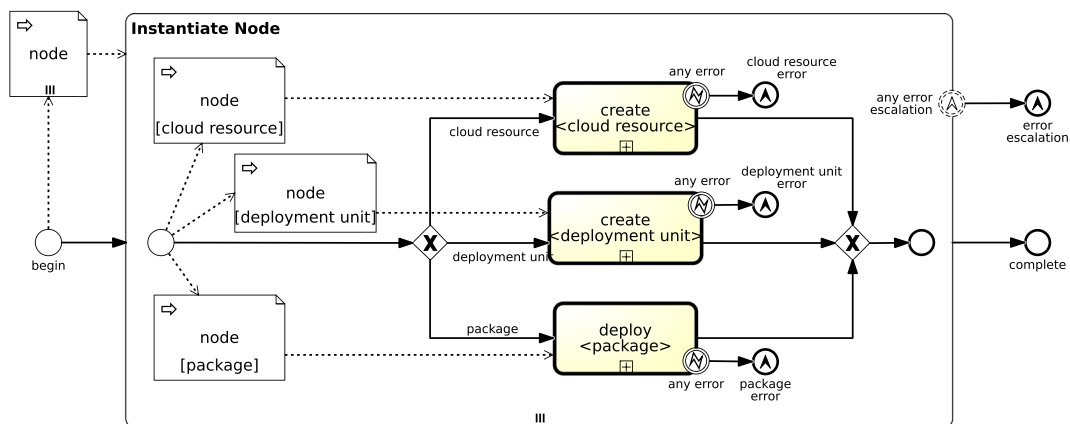 Instantiate Node
node
node
[cloud resource]
node
[deployment unit]
node
[package]
begin
cloud resource
deployment unit
package
create
<cloud resource>
any error
cloud resource
error
create
<deployment unit>
any error
deployment unit
error
deploy
<package>
any error
package
error
any error
escalation
error
escalation
complete